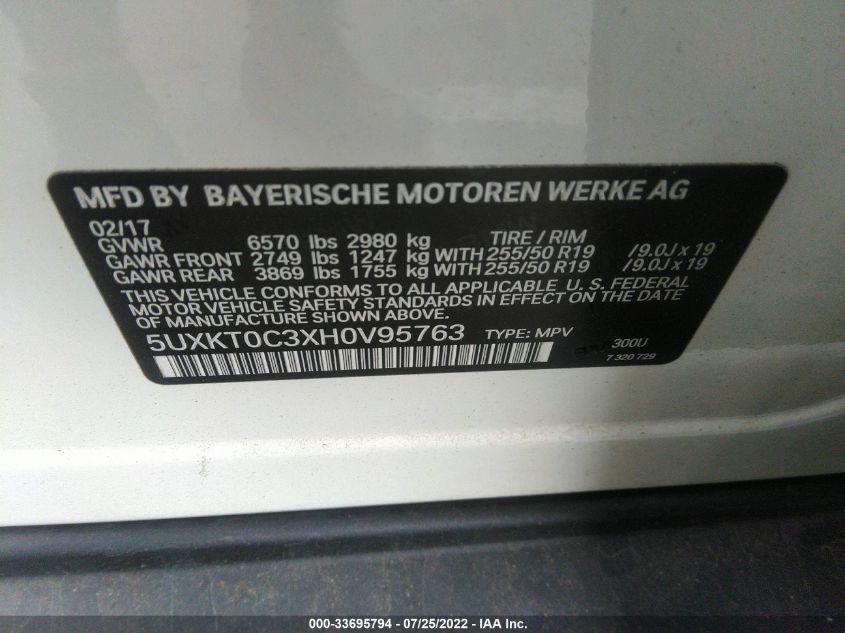 MFD BY BAYERISCHE MOTOREN WERKE AG
02/17
GVWR 6570 lbs 2980 kg TIRE / RIM
GAWR FRONT 2749 lbs 1247 kg WITH 255/50 R19 /9.0J x 19
GAWR REAR 3869 lbs 1755 kg WITH 255/50 R19 /9.0J x 19
THIS VEHICLE CONFORMS TO ALL APPLICABLE U. S. FEDERAL
MOTOR VEHICLE SAFETY STANDARDS IN EFFECT ON THE DATE
OF MANUFACTURE SHOWN ABOVE.
5UXKT0C3XH0V95763 TYPE: MPV 300U
7 320 729
000-33695794 - 07/25/2022 - IAA Inc.